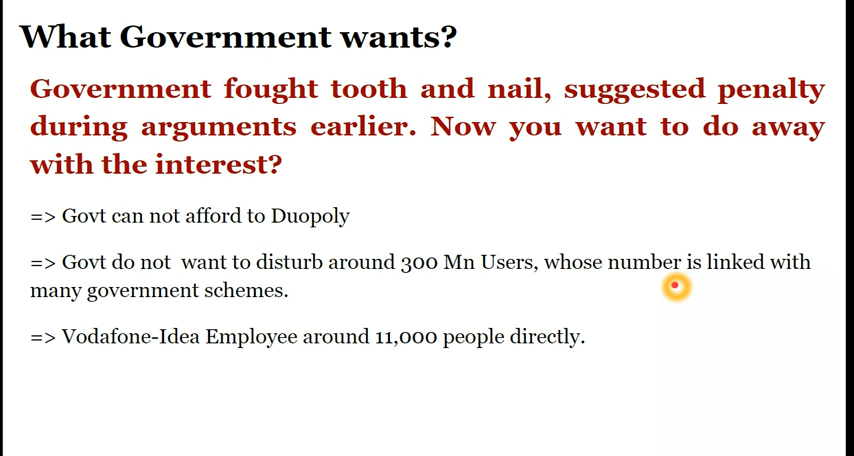 What Government wants?
Government fought tooth and nail, suggested penalty
during arguments earlier. Now you want to do away
with the interest?
=> Govt can not afford to Duopoly
=> Govt do not  want to disturb around 300 Mn Users, whose number is linked with
many government schemes.
=> Vodafone-Idea Employee around 11,000 people directly.